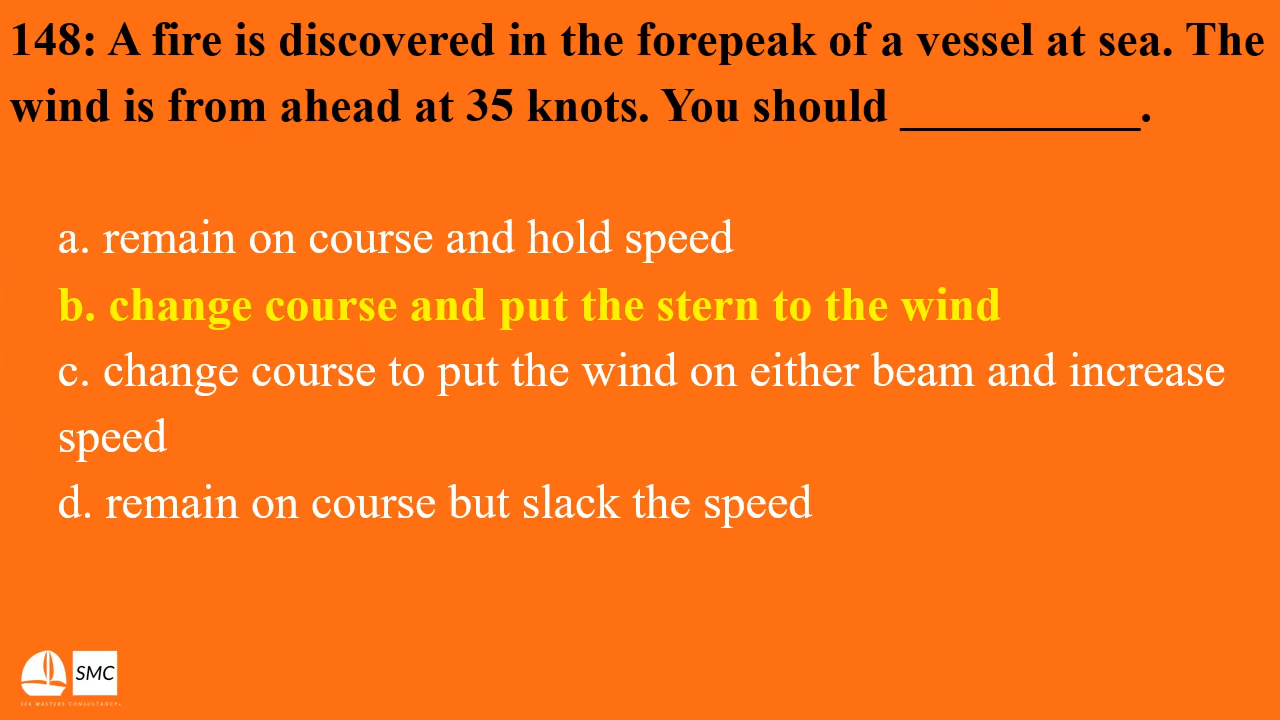 148: A fire is discovered in the forepeak of a vessel at sea. The
wind is from ahead at 35 knots. You should __________.
a. remain on course and hold speed
b. change course and put the stern to the wind
c. change course to put the wind on either beam and increase
speed
d. remain on course but slack the speed
SMC
SEA MASTERS CONSULTANCY